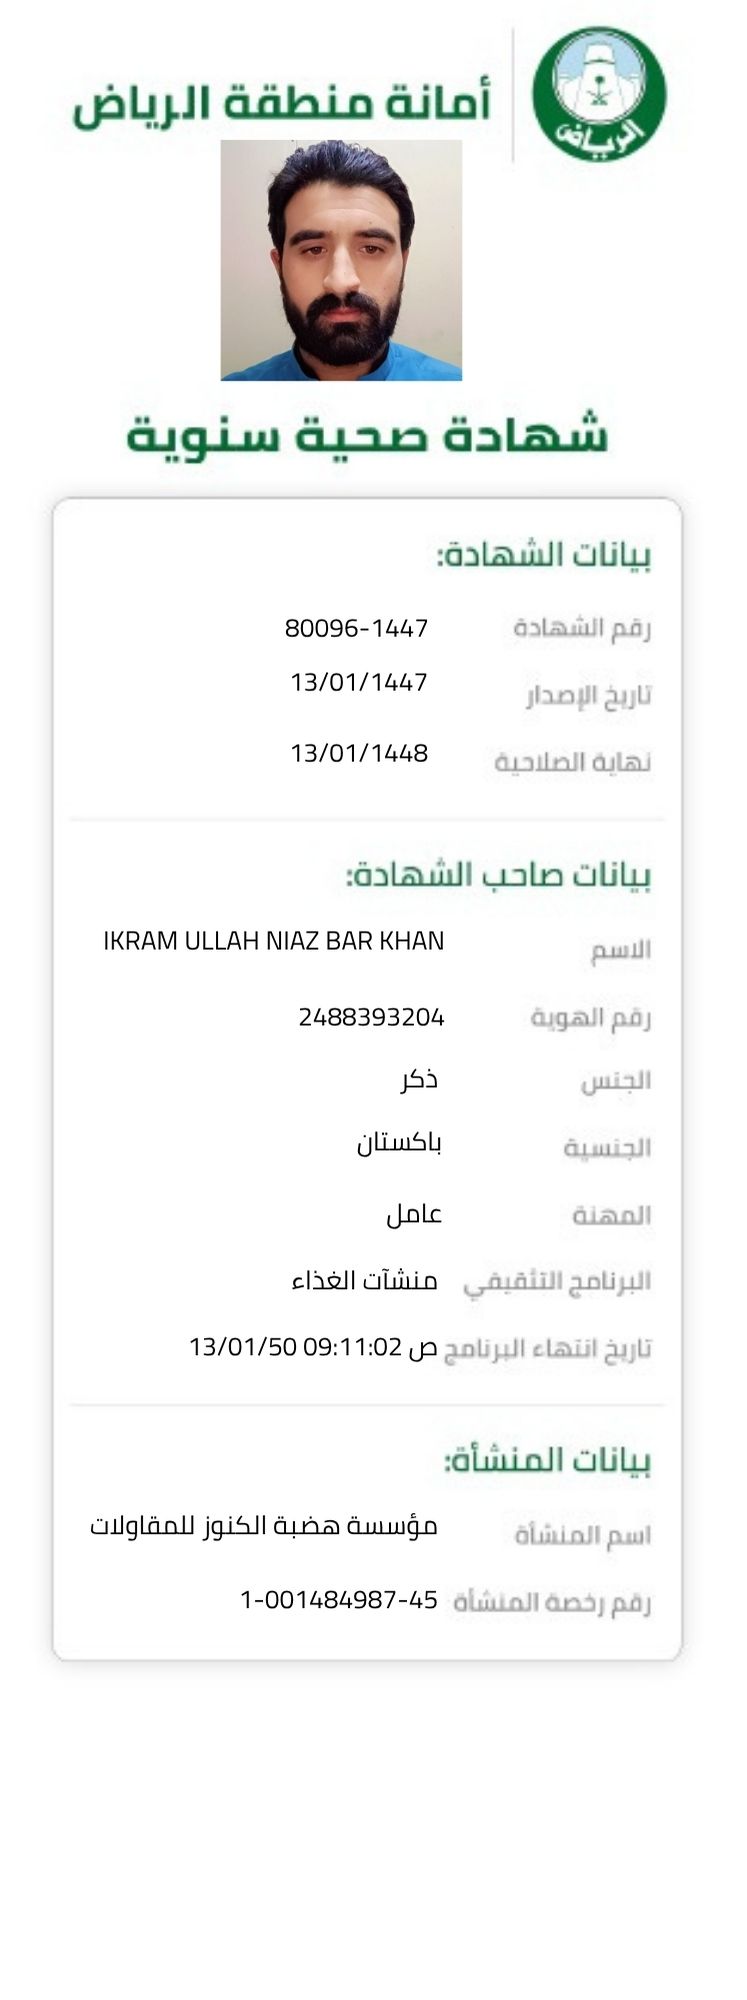 أمانة منطقة الرياض
الرياض
شهادة صحية سنوية
بيانات الشهادة:
رقم الشهادة 80096-1447
تاريخ الإصدار 13/01/1447
نهاية الصلاحية 13/01/1448
بيانات صاحب الشهادة:
الاسم IKRAM ULLAH NIAZ BAR KHAN
رقم الهوية 2488393204
الجنس ذكر
الجنسية باكستان
المهنة عامل
البرنامج التثقيفي منشآت الغذاء
تاريخ انتهاء البرنامج ص 09:11:02 13/01/50
بيانات المنشأة:
اسم المنشأة مؤسسة هضبة الكنوز للمقاولات
رقم رخصة المنشأة 1-001484987-45